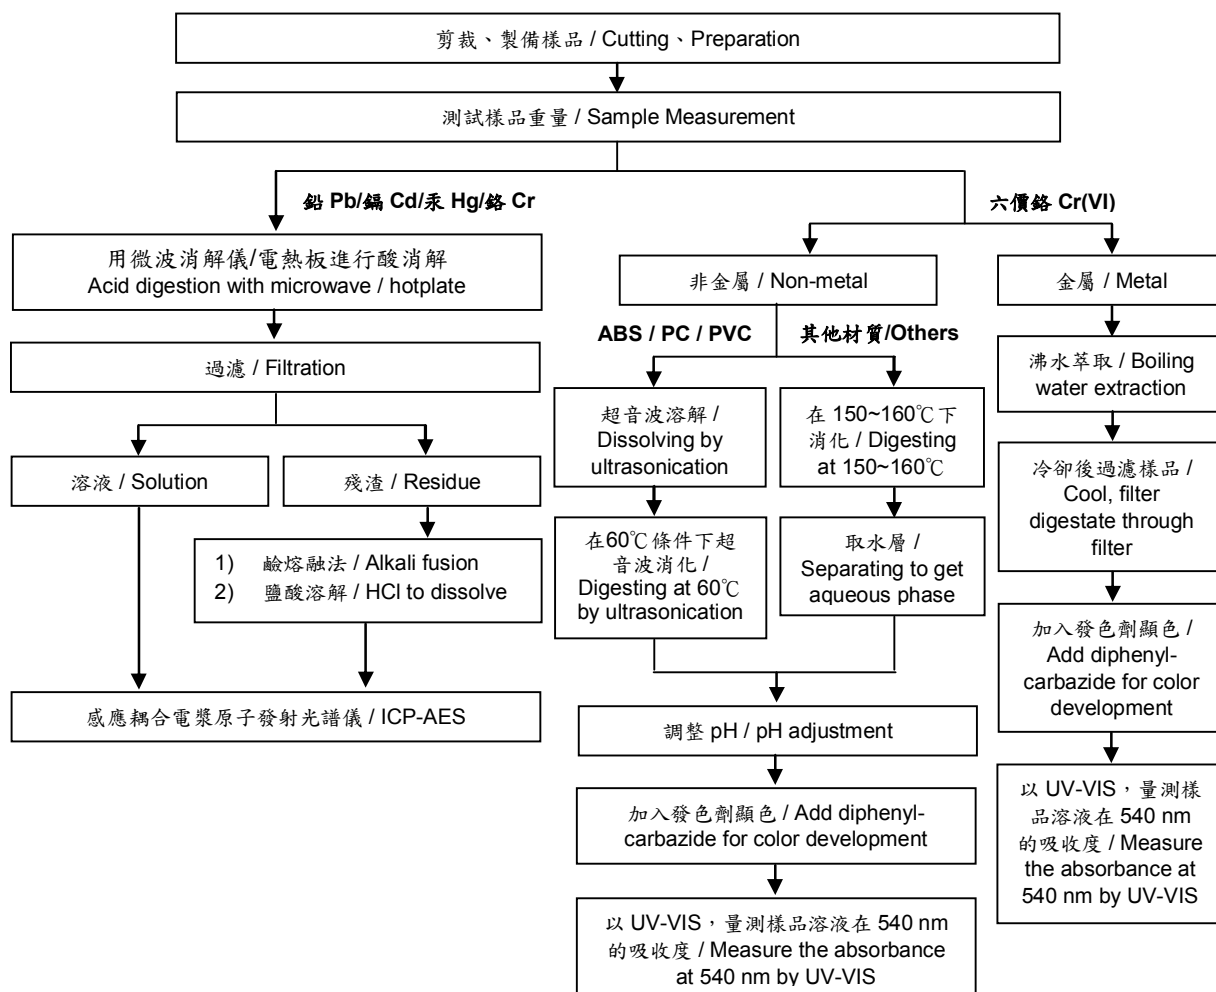 剪裁、製備樣品 / Cutting、Preparation
測試樣品重量 / Sample Measurement
鉛 Pb/鎘 Cd/汞 Hg/鉻 Cr
六價鉻 Cr(VI)
用微波消解儀/電熱板進行酸消解
Acid digestion with microwave / hotplate
過濾 / Filtration
溶液 / Solution
殘渣 / Residue
1) 鹼熔融法 / Alkali fusion
2) 鹽酸溶解 / HCl to dissolve
感應耦合電漿原子發射光譜儀 / ICP-AES
非金屬 / Non-metal
ABS / PC / PVC
其他材質/Others
超音波溶解 /
Dissolving by
ultrasonication
在60℃條件下超
音波消化 /
Digesting at 60℃
by ultrasonication
在 150~160℃下
消化 / Digesting
at 150~160℃
取水層 /
Separating to get
aqueous phase
調整 pH / pH adjustment
加入發色劑顯色 / Add diphenyl-
carbazide for color development
以 UV-VIS，量測樣品溶液在 540 nm
的吸收度 / Measure the absorbance
at 540 nm by UV-VIS
金屬 / Metal
沸水萃取 / Boiling
water extraction
冷卻後過濾樣品 /
Cool, filter
digestate through
filter
加入發色劑顯色 /
Add diphenyl-
carbazide for color
development
以 UV-VIS，量測樣
品溶液在 540 nm
的吸收度 / Measure
the absorbance at
540 nm by UV-VIS